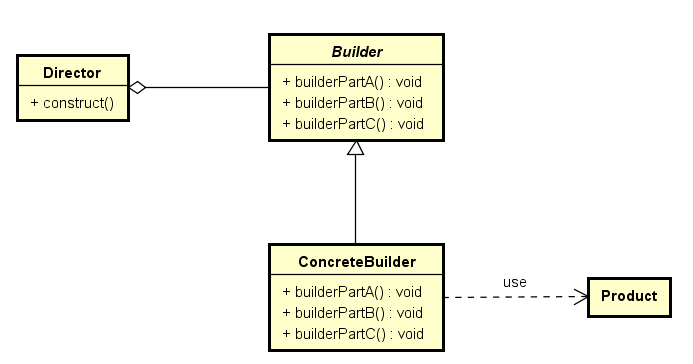 Builder
Director
+ construct()
+ builderPartA() : void
+ builderPartB() : void
+ builderPartC() : void
ConcreteBuilder
+ builderPartA() : void
+ builderPartB() : void
+ builderPartC() : void
use
Product